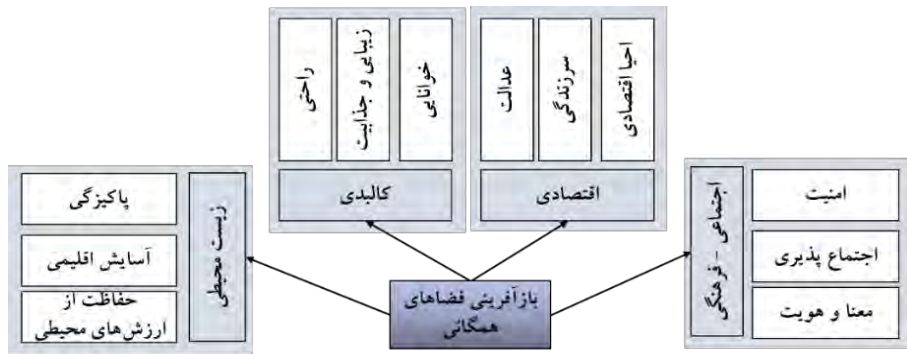 احیا اقتصادی
سرزندگی
عدالت
اقتصادی
خوانایی
زیبایی و جذابیت
راحتی
کالبدی
امنیت
اجتماع پذیری
معنا و هویت
اجتماعی - فرهنگی
زیست محیطی
پاکیزگی
آسایش اقلیمی
حفاظت از
ارزش‌های محیطی
بازآفرینی فضاهای
همگانی